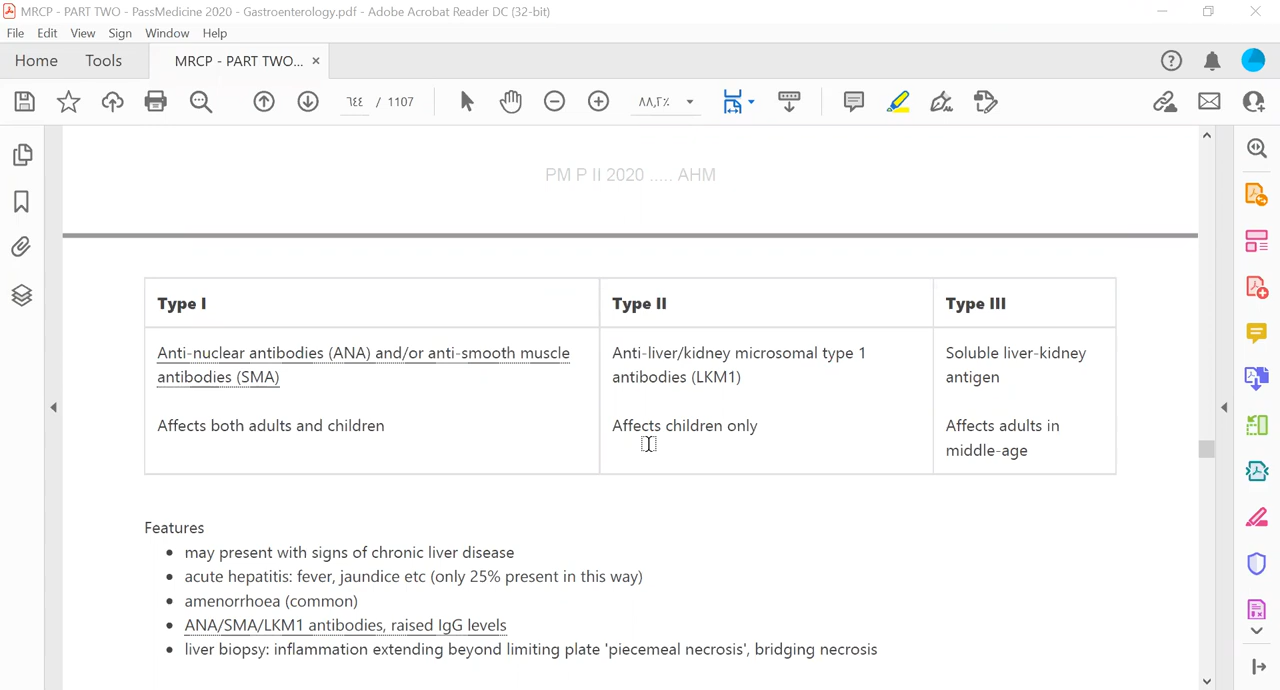 MRCP - PART TWO - PassMedicine 2020 - Gastroenterology.pdf - Adobe Acrobat Reader DC (32-bit)
File Edit View Sign Window Help
Home Tools MRCP - PART TWO... ×
٦٤٤ / 1107 ٨٨,٣٪
PM P II 2020 ..... AHM
Type I Type II Type III
Anti-nuclear antibodies (ANA) and/or anti-smooth muscle Anti-liver/kidney microsomal type 1 Soluble liver-kidney
antibodies (SMA) antibodies (LKM1) antigen
Affects both adults and children Affects children only Affects adults in
middle-age
Features
• may present with signs of chronic liver disease
• acute hepatitis: fever, jaundice etc (only 25% present in this way)
• amenorrhoea (common)
• ANA/SMA/LKM1 antibodies, raised IgG levels
• liver biopsy: inflammation extending beyond limiting plate 'piecemeal necrosis', bridging necrosis